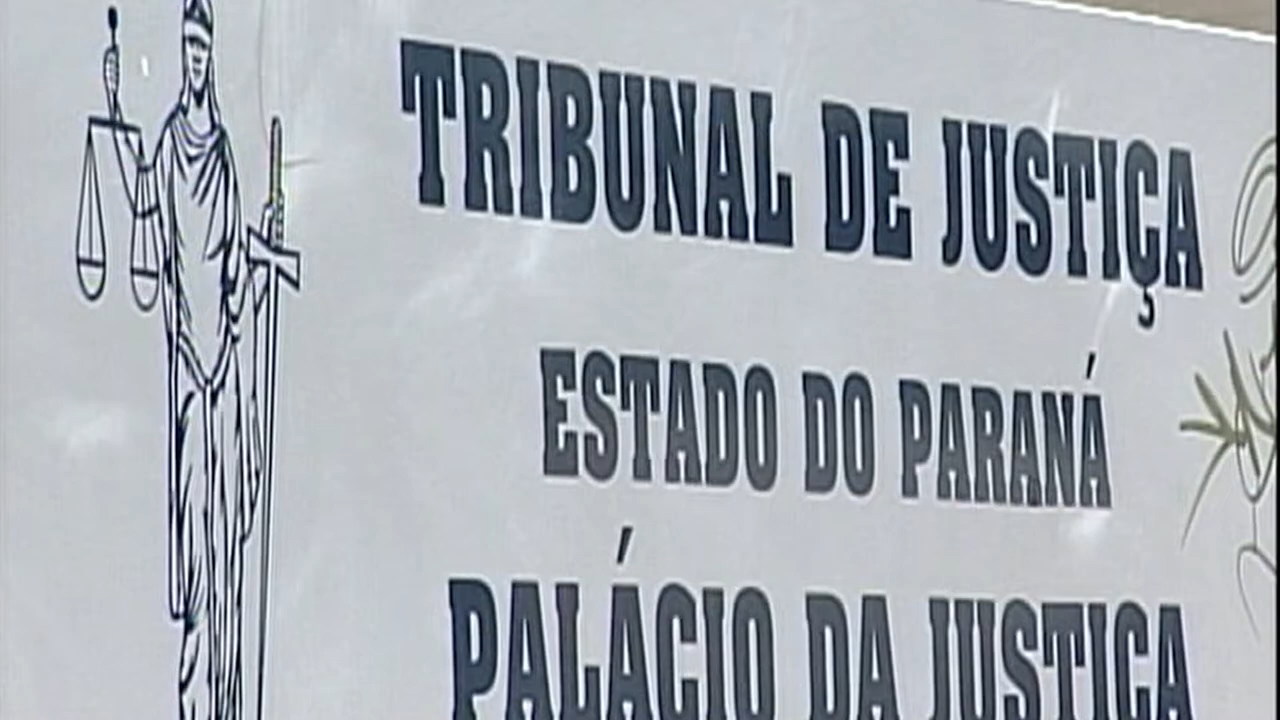 TRIBUNAL DE JUSTIÇA
ESTADO DO PARANÁ
PALÁCIO DA JUSTIÇA